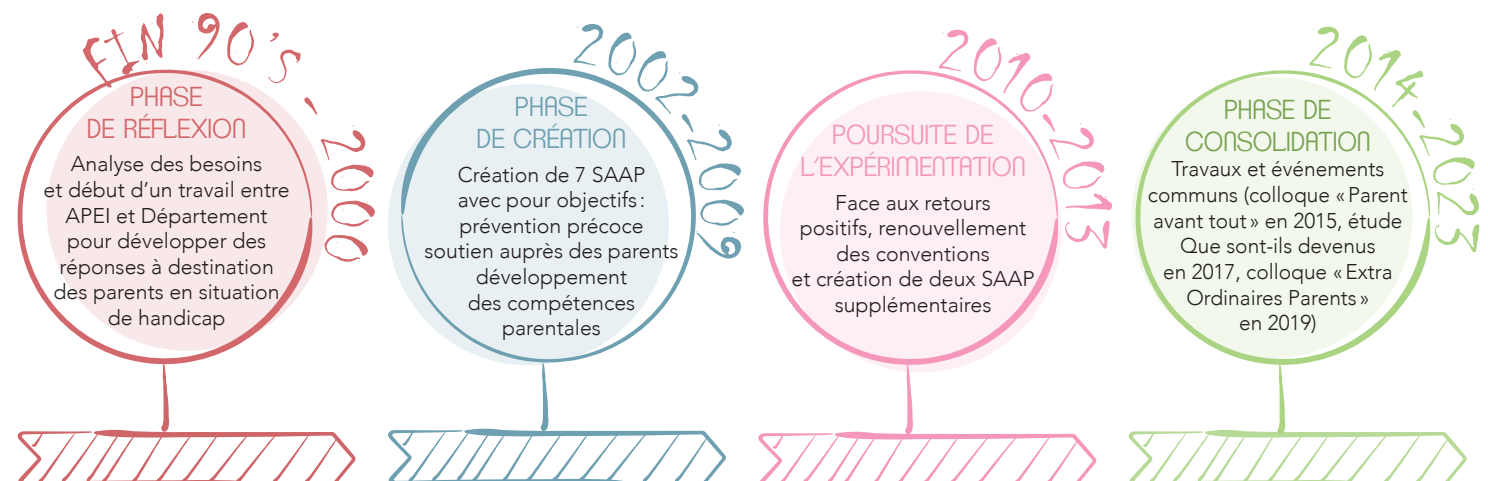 FIN 90's - 2000
PHASE
DE RÉFLEXION
Analyse des besoins
et début d'un travail entre
APEI et Département
pour développer des
réponses à destination
des parents en situation
de handicap
2002-2009
PHASE
DE CRÉATION
Création de 7 SAAP
avec pour objectifs :
prévention précoce
soutien auprès des parents
développement
des compétences
parentales
2010-2013
POURSUITE DE
L'EXPÉRIMENTATION
Face aux retours
positifs, renouvellement
des conventions
et création de deux SAAP
supplémentaires
2014-2023
PHASE DE
CONSOLIDATION
Travaux et événements
communs (colloque « Parent
avant tout » en 2015, étude
Que sont-ils devenus
en 2017, colloque « Extra
Ordinaires Parents »
en 2019)